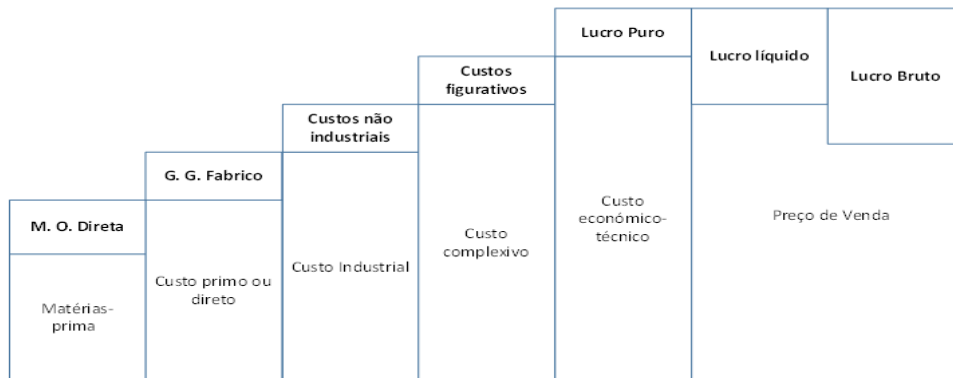 Lucro Puro
Lucro líquido
Lucro Bruto
Custos
figurativos
Custos não
industriais
G. G. Fabrico
M. O. Direta
Custo
económico-
técnico
Preço de Venda
Custo
complexivo
Custo Industrial
Custo primo ou
direto
Matérias-
prima